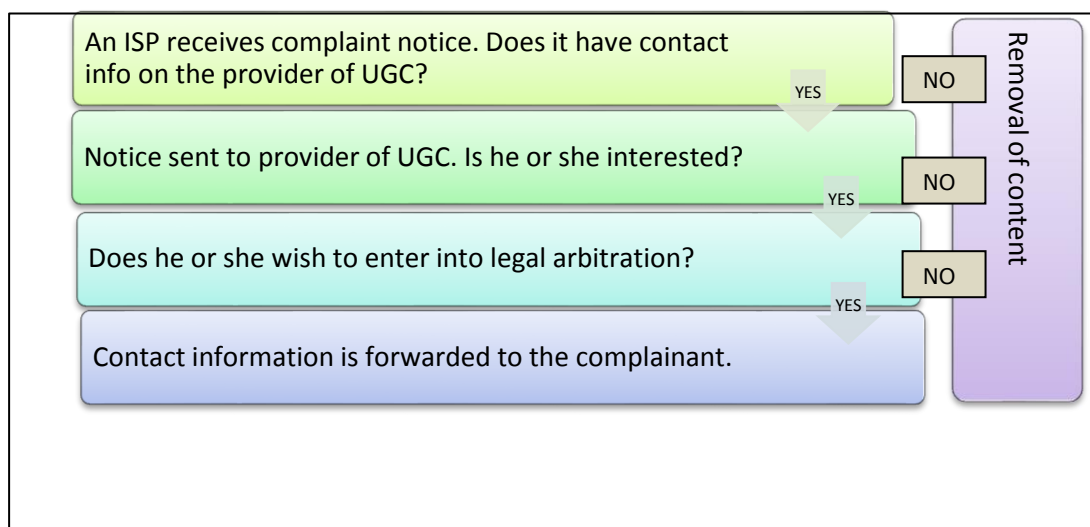 An ISP receives complaint notice. Does it have contact
info on the provider of UGC?
YES
NO
Notice sent to provider of UGC. Is he or she interested?
YES
NO
Does he or she wish to enter into legal arbitration?
YES
NO
Contact information is forwarded to the complainant.
Removal of content